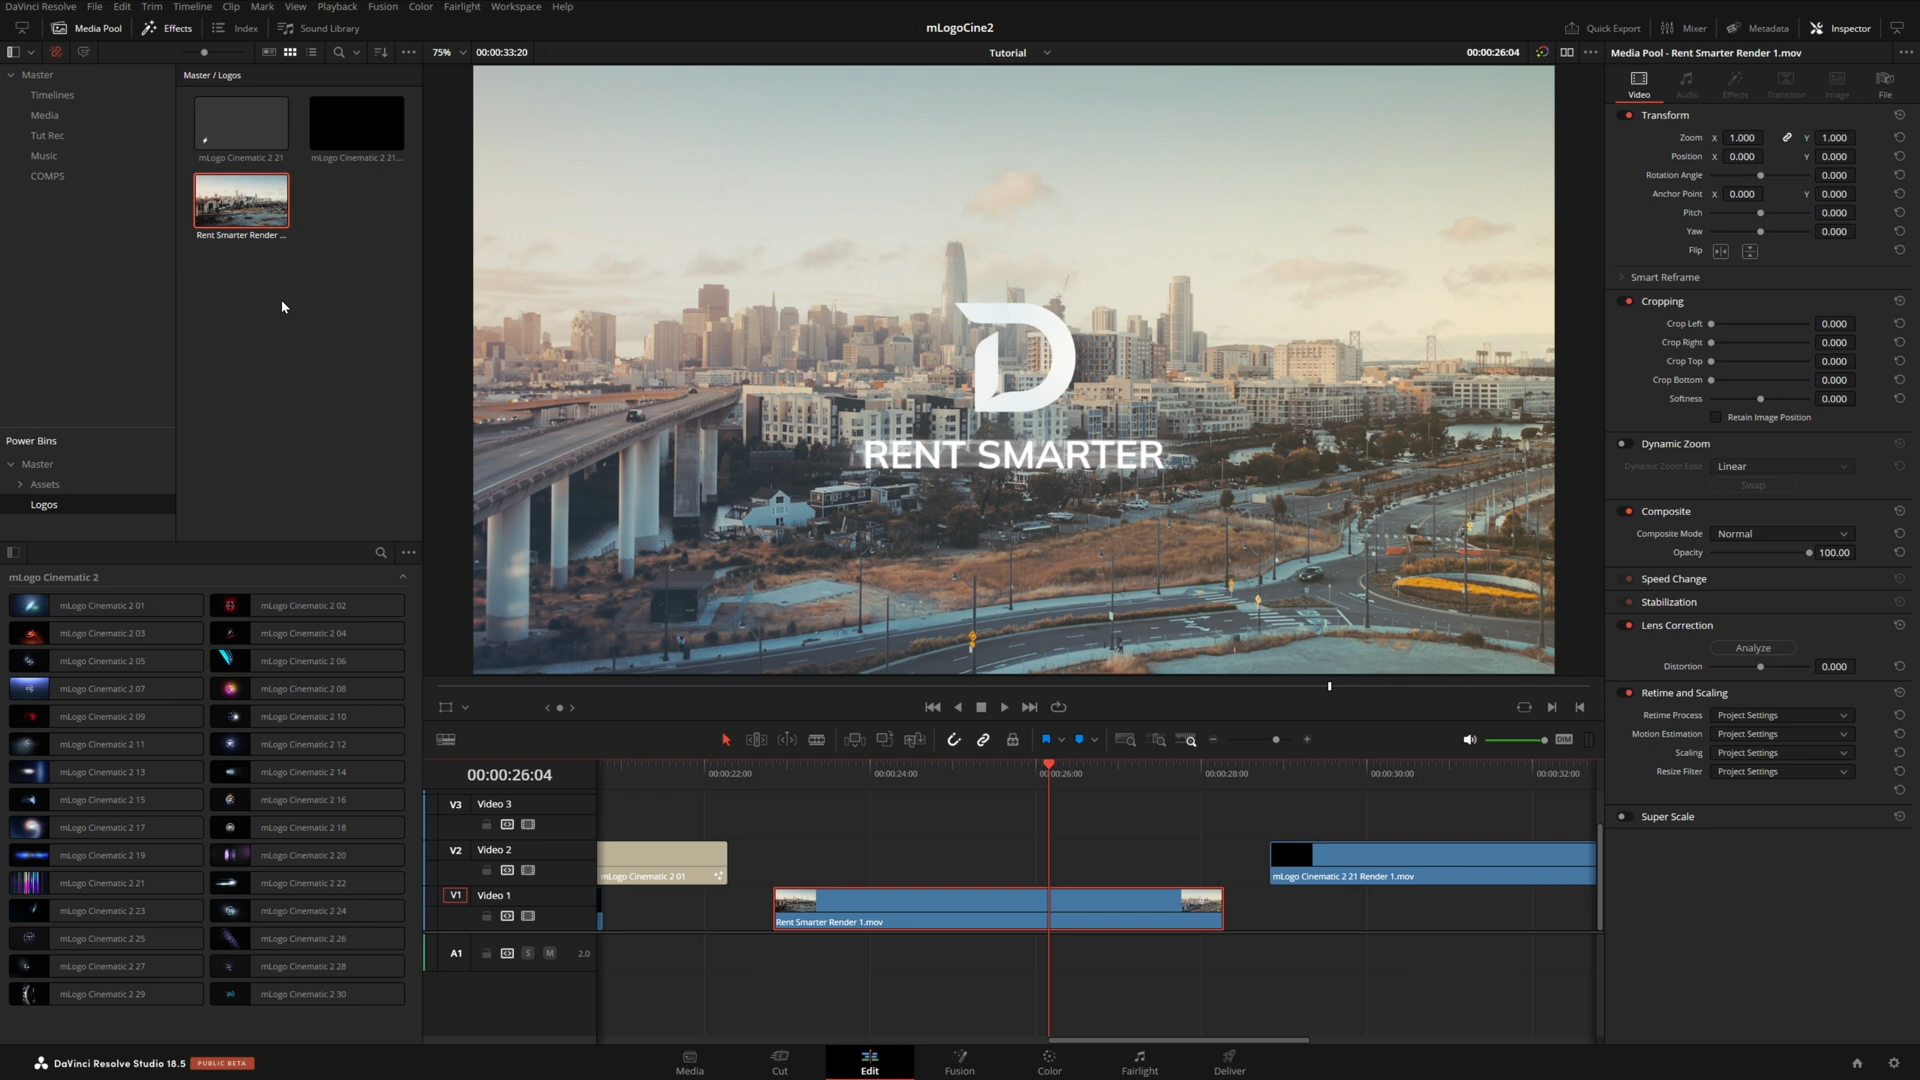 DaVinci Resolve File Edit Trim Timeline Clip Mark View Playback Fusion Color Fairlight Workspace Help
Media Pool Effects Index Sound Library mLogoCine2 Quick Export Mixer Metadata Inspector
75% 00:00:33:20 Tutorial 00:00:26:04 Media Pool - Rent Smarter Render 1.mov
Master
Timelines
Media
Tut Rec
Music
COMPS
Master / Logos
mLogo Cinematic 2 21 mLogo Cinematic 2 21...
Rent Smarter Render ...
Power Bins
Master
Assets
Logos
mLogo Cinematic 2
mLogo Cinematic 2 01 mLogo Cinematic 2 02
mLogo Cinematic 2 03 mLogo Cinematic 2 04
mLogo Cinematic 2 05 mLogo Cinematic 2 06
mLogo Cinematic 2 07 mLogo Cinematic 2 08
mLogo Cinematic 2 09 mLogo Cinematic 2 10
mLogo Cinematic 2 11 mLogo Cinematic 2 12
mLogo Cinematic 2 13 mLogo Cinematic 2 14
mLogo Cinematic 2 15 mLogo Cinematic 2 16
mLogo Cinematic 2 17 mLogo Cinematic 2 18
mLogo Cinematic 2 19 mLogo Cinematic 2 20
mLogo Cinematic 2 21 mLogo Cinematic 2 22
mLogo Cinematic 2 23 mLogo Cinematic 2 24
mLogo Cinematic 2 25 mLogo Cinematic 2 26
mLogo Cinematic 2 27 mLogo Cinematic 2 28
mLogo Cinematic 2 29 mLogo Cinematic 2 30
RENT SMARTER
DIM
00:00:26:04 00:00:22:00 00:00:24:00 00:00:26:00 00:00:28:00 00:00:30:00 00:00:32:00
V3 Video 3
V2 Video 2
mLogo Cinematic 2 01
mLogo Cinematic 2 21 Render 1.mov
V1 Video 1
Rent Smarter Render 1.mov
A1 S M 2.0
Video Audio Effects Transition Image File
Transform
Zoom X 1.000 Y 1.000
Position X 0.000 Y 0.000
Rotation Angle 0.000
Anchor Point X 0.000 Y 0.000
Pitch 0.000
Yaw 0.000
Flip
Smart Reframe
Cropping
Crop Left 0.000
Crop Right 0.000
Crop Top 0.000
Crop Bottom 0.000
Softness 0.000
Retain Image Position
Dynamic Zoom
Dynamic Zoom Ease Linear
Swap
Composite
Composite Mode Normal
Opacity 100.00
Speed Change
Stabilization
Lens Correction
Analyze
Distortion 0.000
Retime and Scaling
Retime Process Project Settings
Motion Estimation Project Settings
Scaling Project Settings
Resize Filter Project Settings
Super Scale
DaVinci Resolve Studio 18.5 PUBLIC BETA
Media Cut Edit Fusion Color Fairlight Deliver